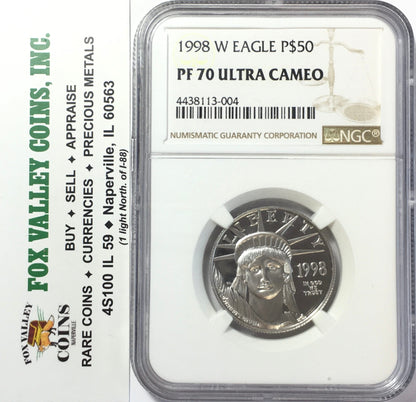 FOX VALLEY COINS, INC.
BUY ✦ SELL ✦ APPRAISE
RARE COINS ✦ CURRENCIES ✦ PRECIOUS METALS
4S100 IL 59 ✦ Naperville, IL 60563
(1 light North. of I-88)
FOX VALLEY
COINS
NAPERVILLE
1998 W EAGLE P$50
PF 70 ULTRA CAMEO
4438113-004
NUMISMATIC GUARANTY CORPORATION
NGC®
LIBERTY
1998
IN GOD
WE
TRUST